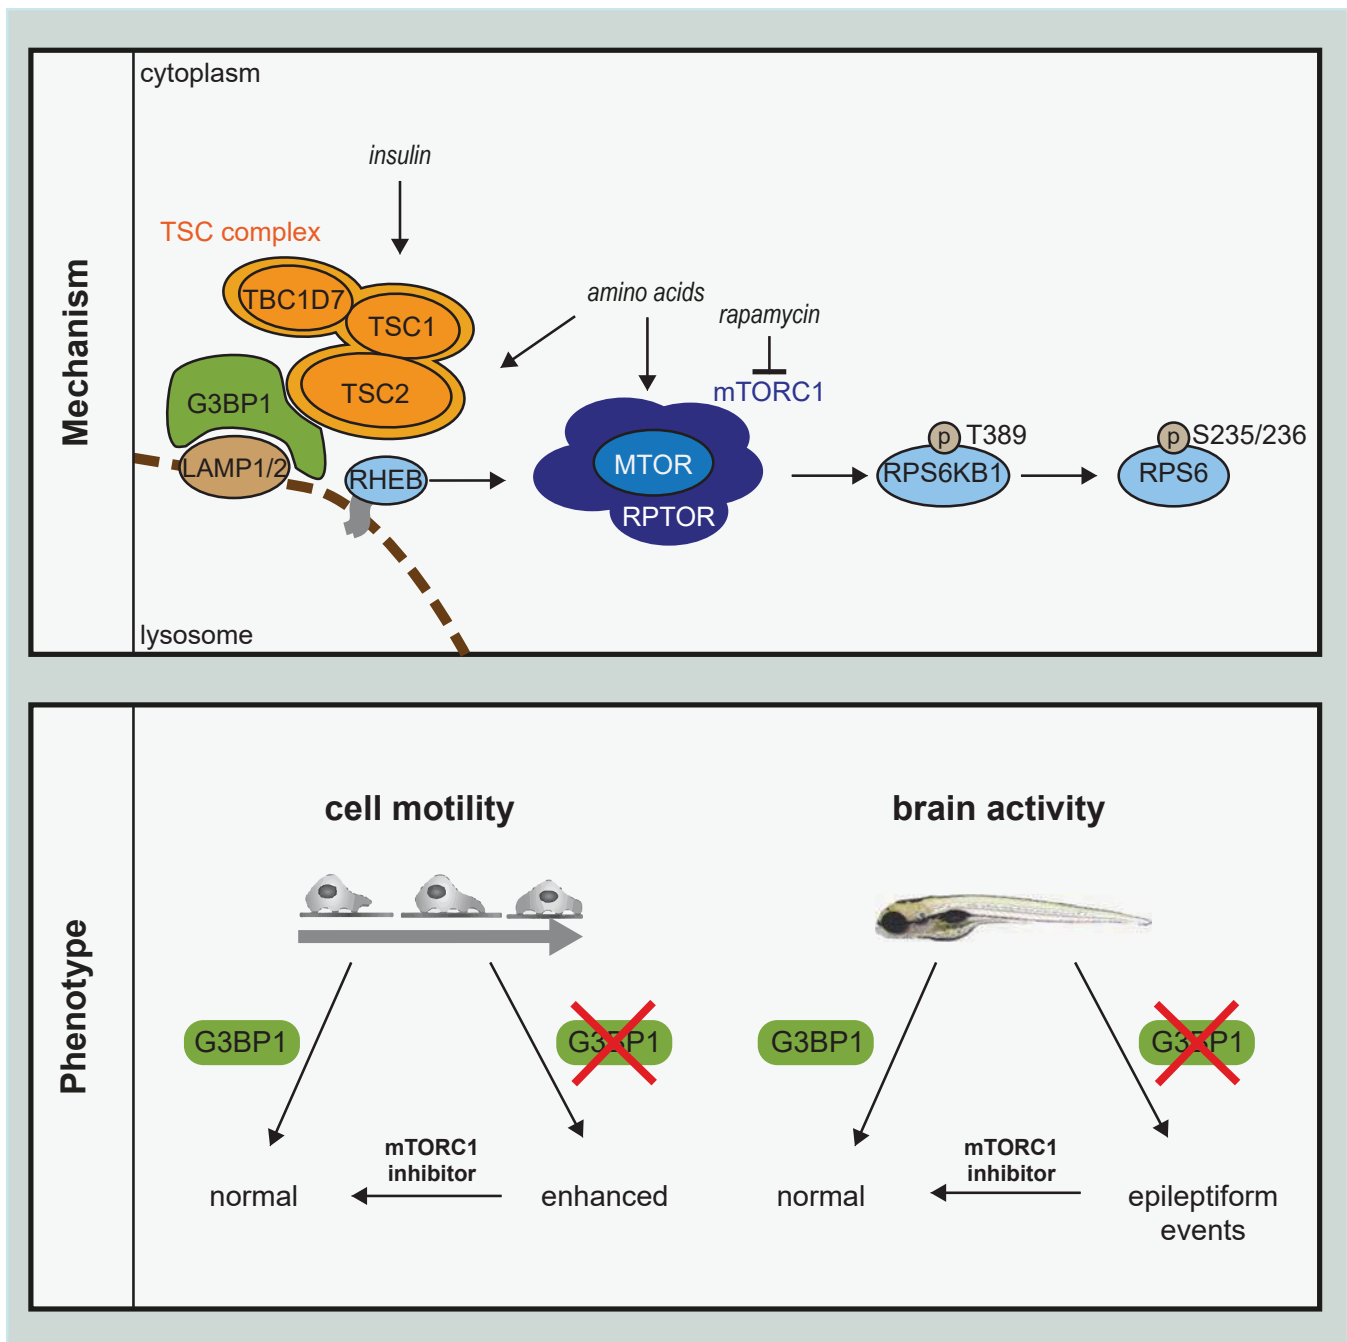 Mechanism
cytoplasm
insulin
TSC complex
TBC1D7
TSC1
TSC2
amino acids
rapamycin
mTORC1
G3BP1
LAMP1/2
RHEB
MTOR
RPTOR
p T389
RPS6KB1
p S235/236
RPS6
lysosome
Phenotype
cell motility
brain activity
G3BP1
G3BP1
G3BP1
G3BP1
mTORC1
inhibitor
normal
enhanced
mTORC1
inhibitor
normal
epileptiform
events